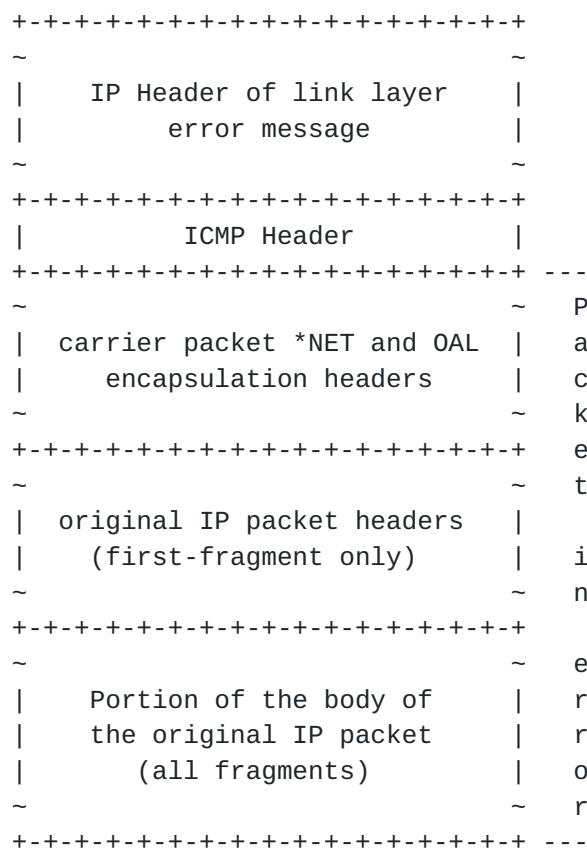 +-+-+-+-+-+-+-+-+-+-+-+-+-+-+-+-+
~                               ~
|     IP Header of link layer    |
|          error message         |
~                               ~
+-+-+-+-+-+-+-+-+-+-+-+-+-+-+-+-+
|           ICMP Header          |
+-+-+-+-+-+-+-+-+-+-+-+-+-+-+-+-+ ---
~                               ~   P
|   carrier packet *NET and OAL  |   a
|      encapsulation headers     |   c
~                               ~   k
+-+-+-+-+-+-+-+-+-+-+-+-+-+-+-+-+   e
~                               ~   t
|   original IP packet headers   |
|     (first-fragment only)      |   i
~                               ~   n
+-+-+-+-+-+-+-+-+-+-+-+-+-+-+-+-+
~                               ~   e
|     Portion of the body of     |   r
|     the original IP packet     |   r
|        (all fragments)         |   o
~                               ~   r
+-+-+-+-+-+-+-+-+-+-+-+-+-+-+-+-+ ---